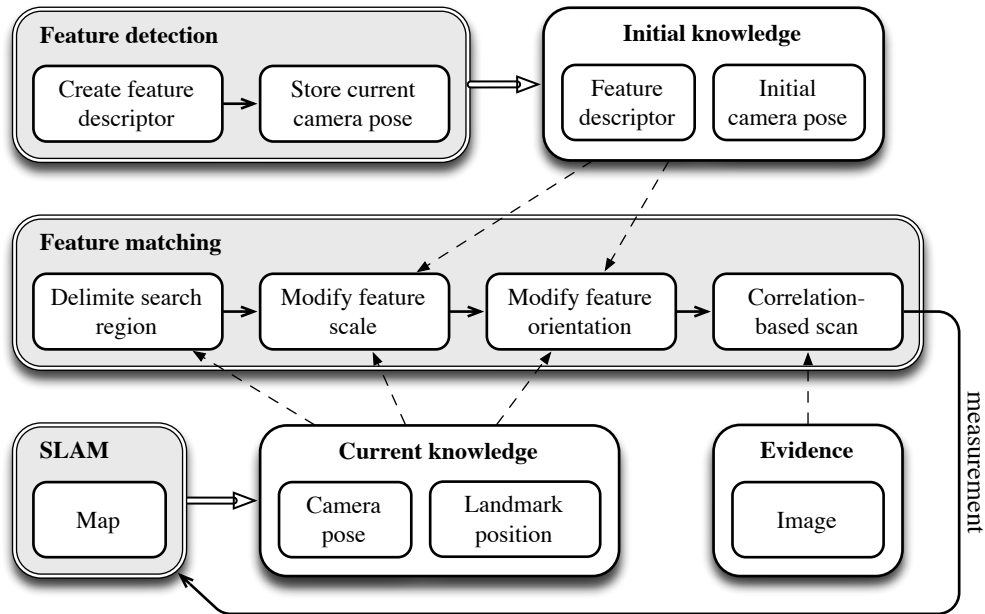 Feature detection
Create feature
descriptor
Store current
camera pose
Initial knowledge
Feature
descriptor
Initial
camera pose
Feature matching
Delimite search
region
Modify feature
scale
Modify feature
orientation
Correlation-
based scan
measurement
SLAM
Map
Current knowledge
Camera
pose
Landmark
position
Evidence
Image